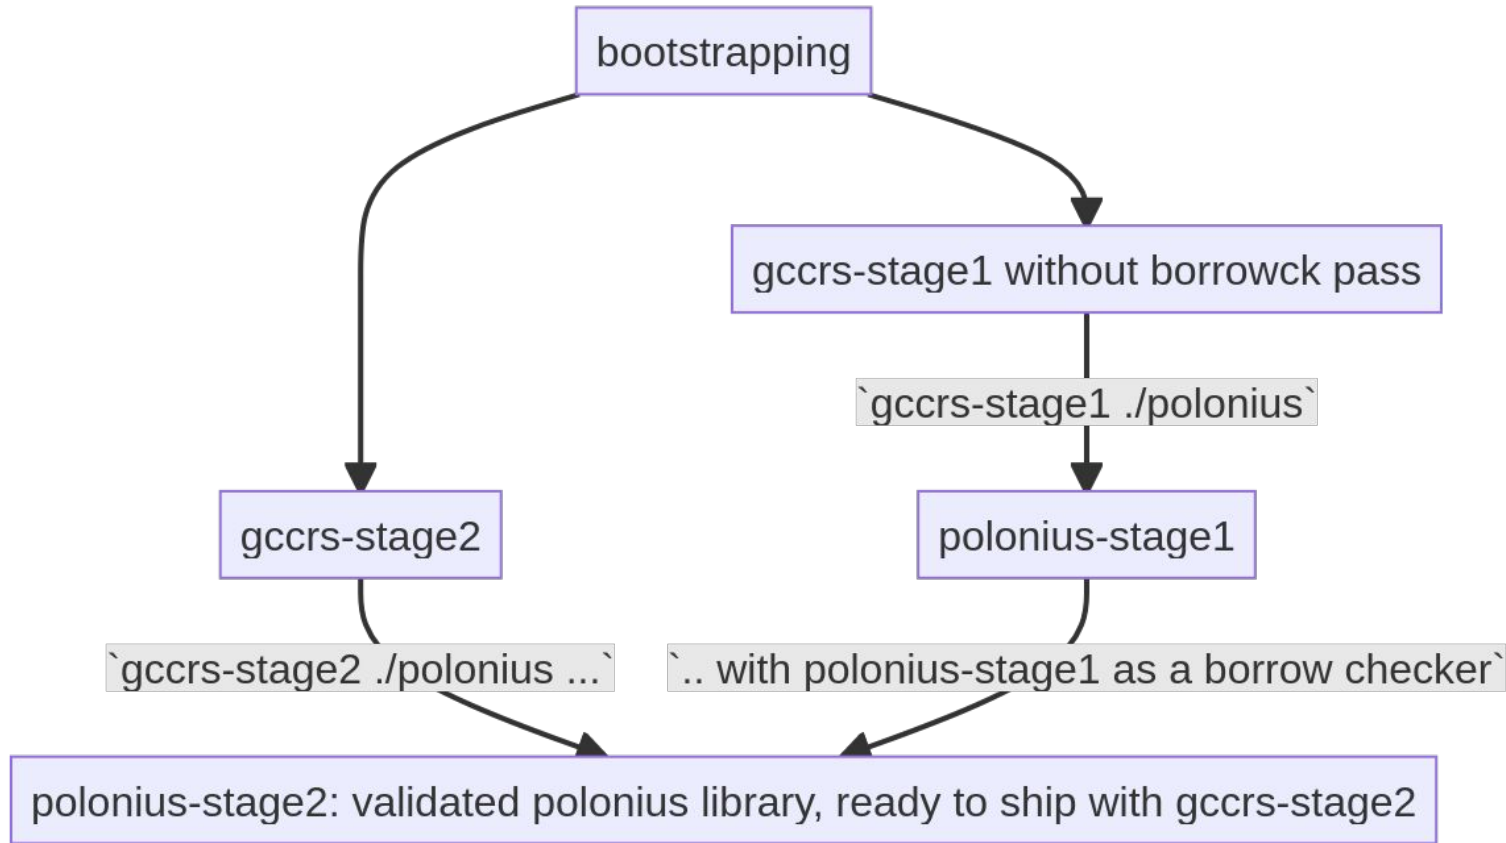 bootstrapping
gccrs-stage1 without borrowck pass
`gccrs-stage1 ./polonius`
gccrs-stage2
polonius-stage1
`gccrs-stage2 ./polonius ...`
`.. with polonius-stage1 as a borrow checker`
polonius-stage2: validated polonius library, ready to ship with gccrs-stage2